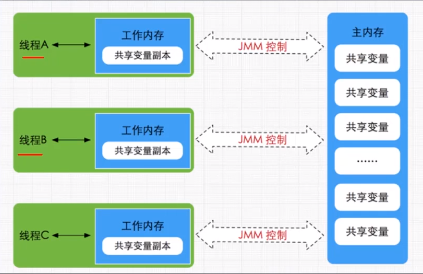 线程A
工作内存
共享变量副本
JMM 控制
线程B
工作内存
共享变量副本
JMM 控制
线程C
工作内存
共享变量副本
JMM 控制
主内存
共享变量
共享变量
共享变量
……
共享变量
共享变量